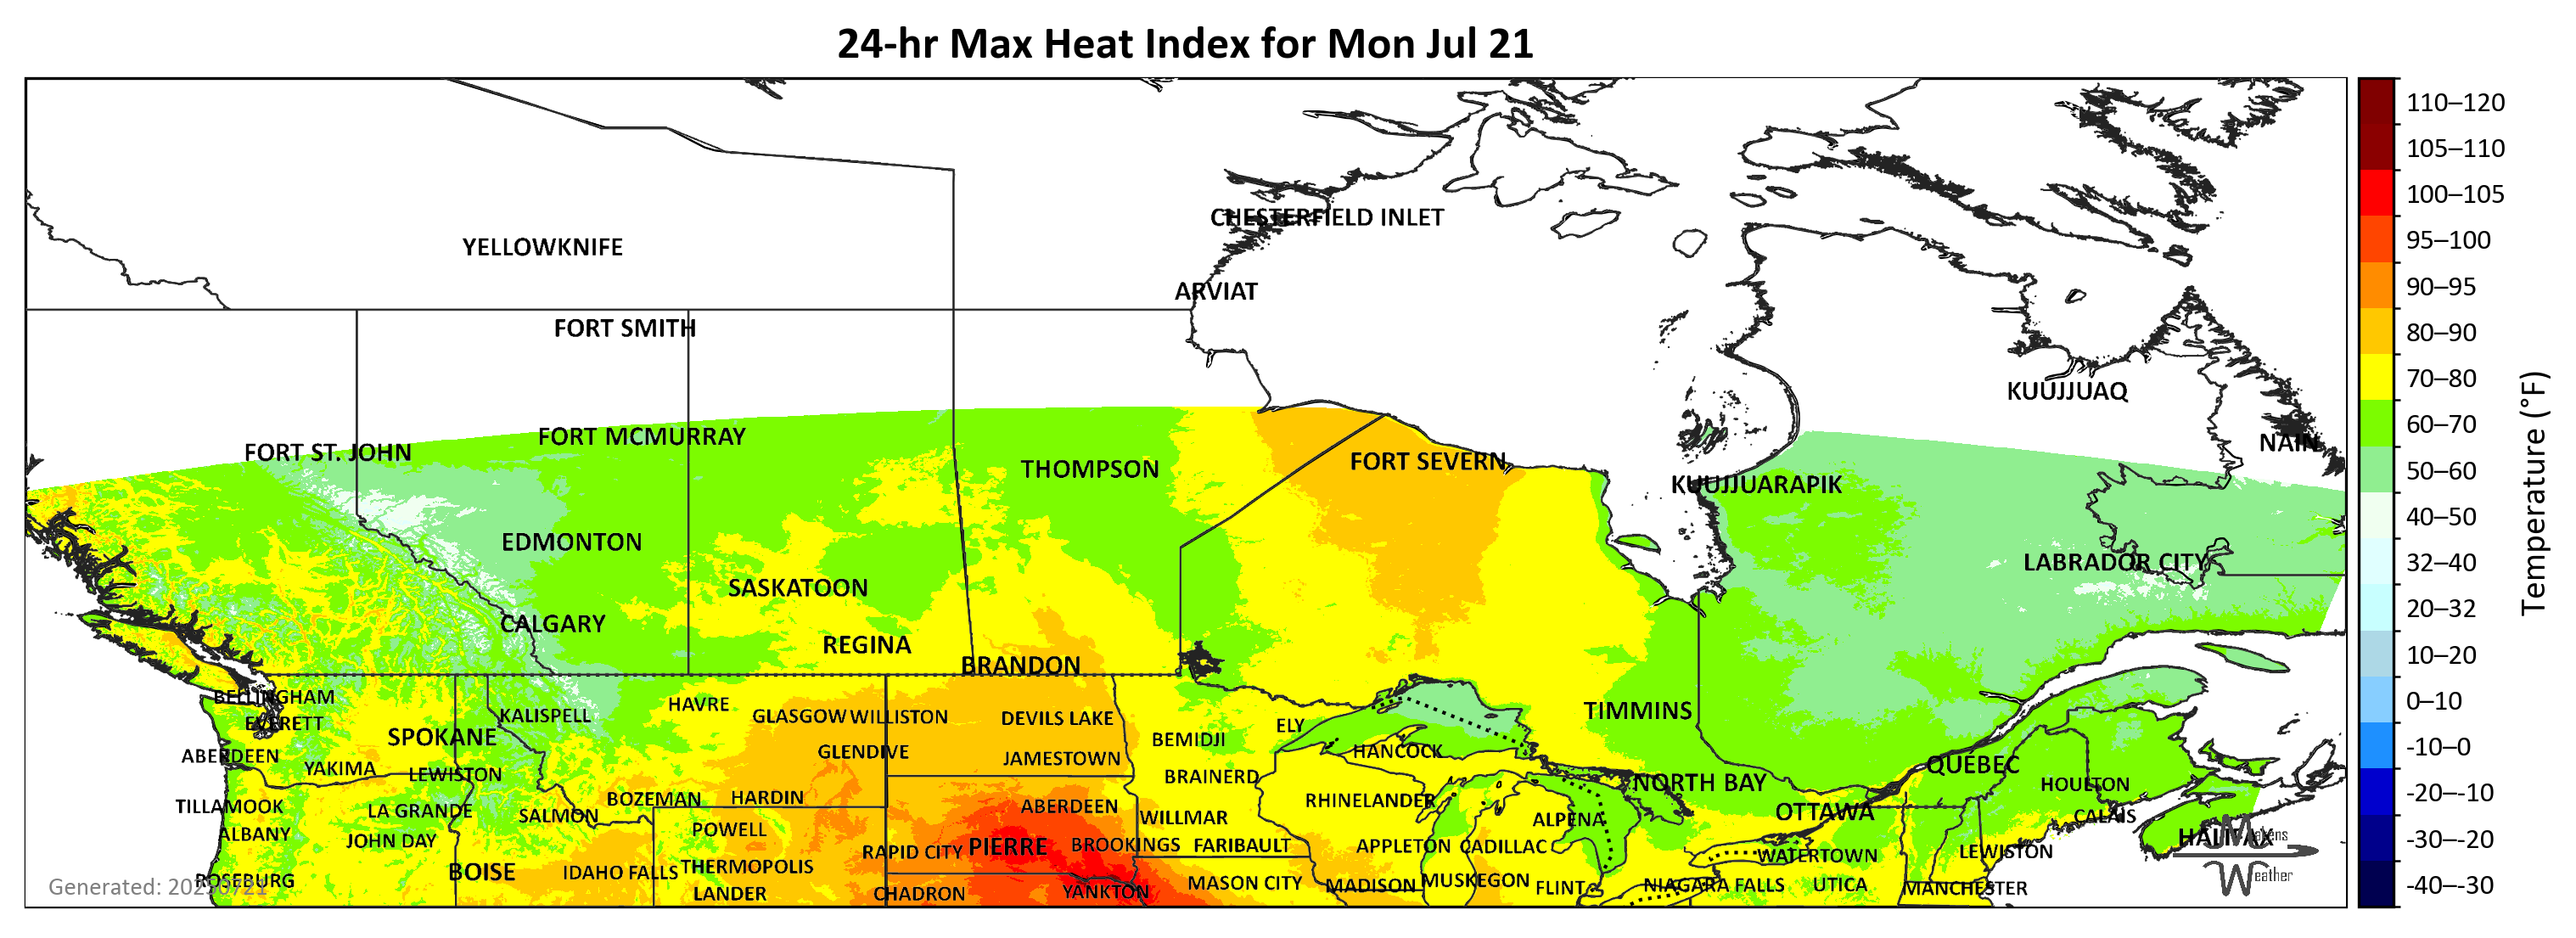 24-hr Max Heat Index for Mon Jul 21
110–120
105–110
CHESTERFIELD INLET
100–105
YELLOWKNIFE
95–100
ARVIAT
90–95
FORT SMITH
80–90
KUUJJUAQ
70–80
FORT ST. JOHN
FORT MCMURRAY
60–70
NAIN
THOMPSON
FORT SEVERN
50–60
KUUJJUARAPIK
40–50
EDMONTON
LABRADOR CITY
32–40
Temperature (°F)
SASKATOON
20–32
CALGARY
REGINA
10–20
BRANDON
BELLINGHAM
HAVRE
0–10
KALISPELL
GLASGOW
WILLISTON
DEVILS LAKE
TIMMINS
EVERETT
SPOKANE
BEMIDJI
ELY
-10–0
ABERDEEN
GLENDIVE
JAMESTOWN
HANCOCK
YAKIMA
LEWISTON
BRAINERD
QUEBEC
NORTH BAY
HOULTON
-20–-10
TILLAMOOK
LA GRANDE
SALMON
BOZEMAN
HARDIN
ABERDEEN
RHINELANDER
OTTAWA
CALAIS
ALBANY
JOHN DAY
POWELL
WILLMAR
ALPENA
HALIFAX
-30–-20
RAPID CITY
PIERRE
BROOKINGS
FARIBAULT
APPLETON
CADILLAC
WATERTOWN
LEWISTON
Makens
Weather
BOISE
IDAHO FALLS
THERMOPOLIS
ROSEBURG
Generated: 20250721
LANDER
CHADRON
YANKTON
MASON CITY
MADISON
MUSKEGON
FLINT
NIAGARA FALLS
UTICA
MANCHESTER
-40–-30